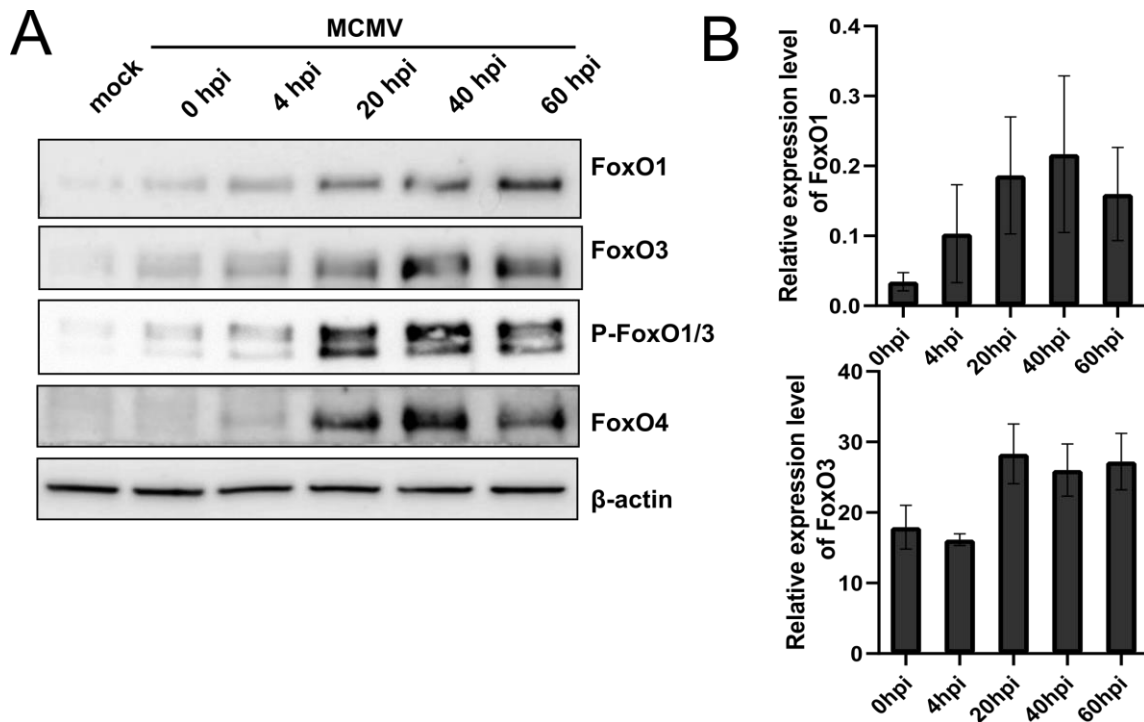 A
MCMV
mock
0 hpi
4 hpi
20 hpi
40 hpi
60 hpi
FoxO1
FoxO3
P-FoxO1/3
FoxO4
β-actin
B
Relative expression level
of FoxO1
0.4
0.3
0.2
0.1
0.0
0hpi
4hpi
20hpi
40hpi
60hpi
Relative expression level
of FoxO3
40
30
20
10
0
0hpi
4hpi
20hpi
40hpi
60hpi